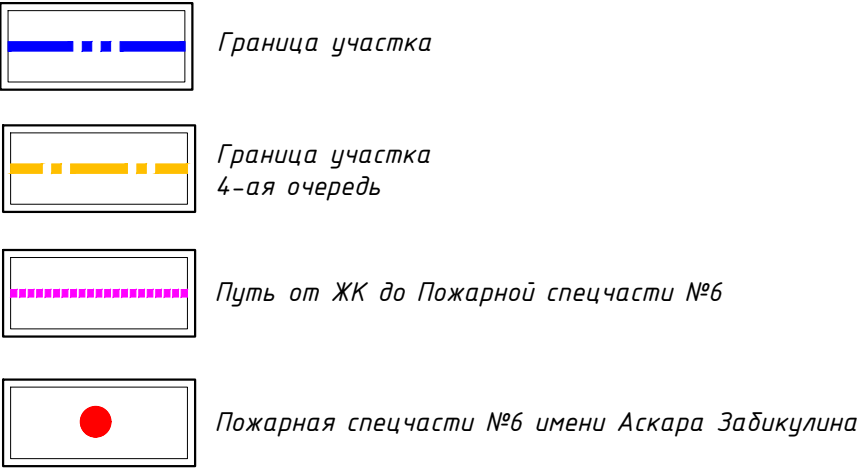 Граница участка
Граница участка
4-ая очередь
Путь от ЖК до Пожарной спецчасти №6
Пожарная спецчасти №6 имени Аскара Забикулина